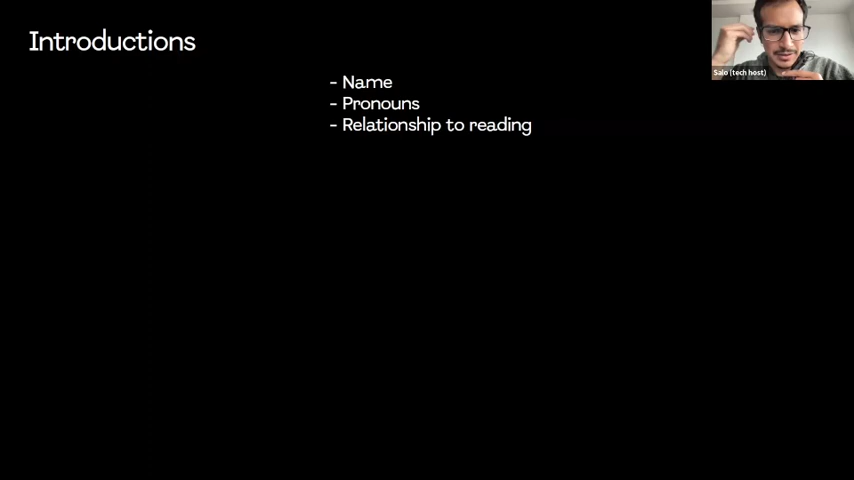 Introductions
- Name
- Pronouns
- Relationship to reading
Salo (tech host)